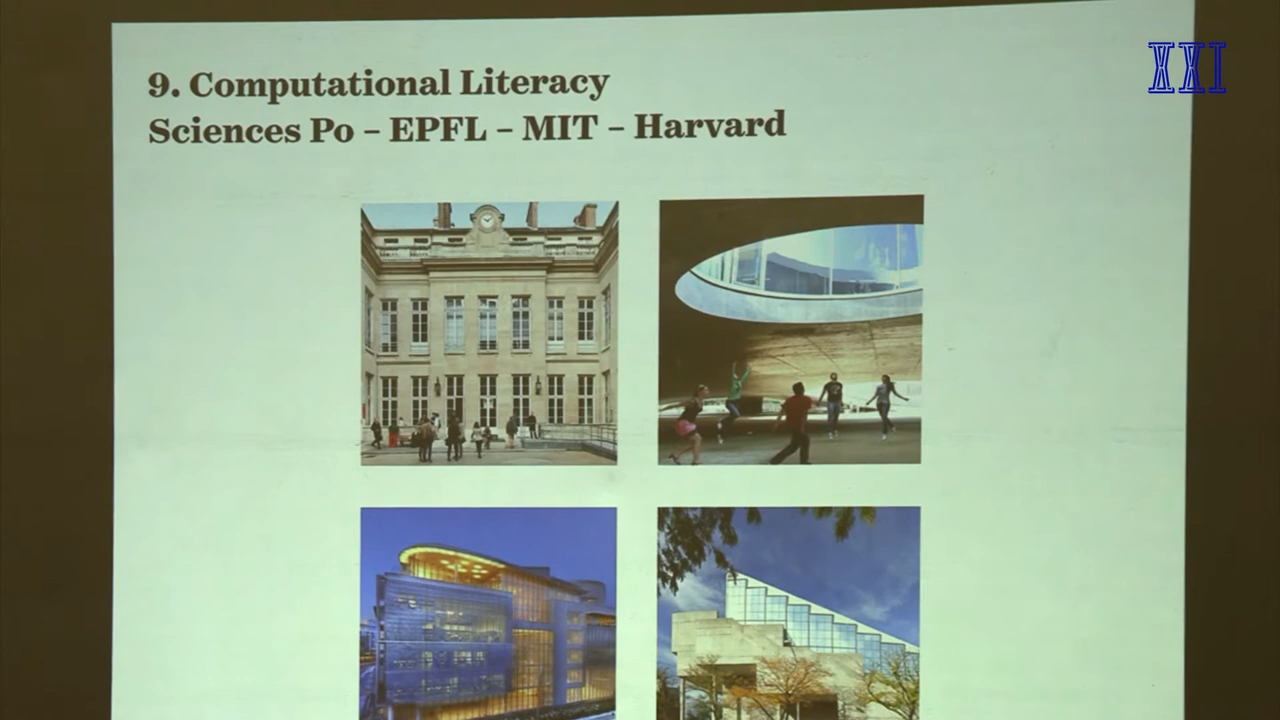 9. Computational Literacy
Sciences Po – EPFL – MIT – Harvard
XXI